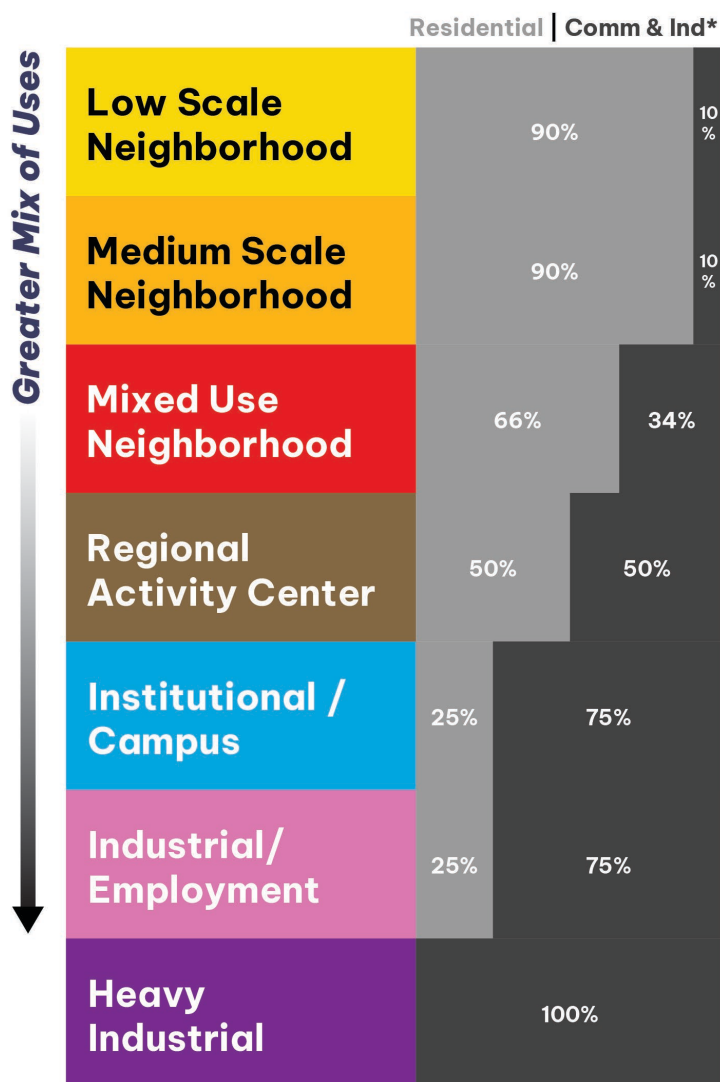 Residential | Comm & Ind*
Greater Mix of Uses
Low Scale
Neighborhood
90%
10
%
Medium Scale
Neighborhood
90%
10
%
Mixed Use
Neighborhood
66%
34%
Regional
Activity Center
50%
50%
Institutional /
Campus
25%
75%
Industrial/
Employment
25%
75%
Heavy
Industrial
100%